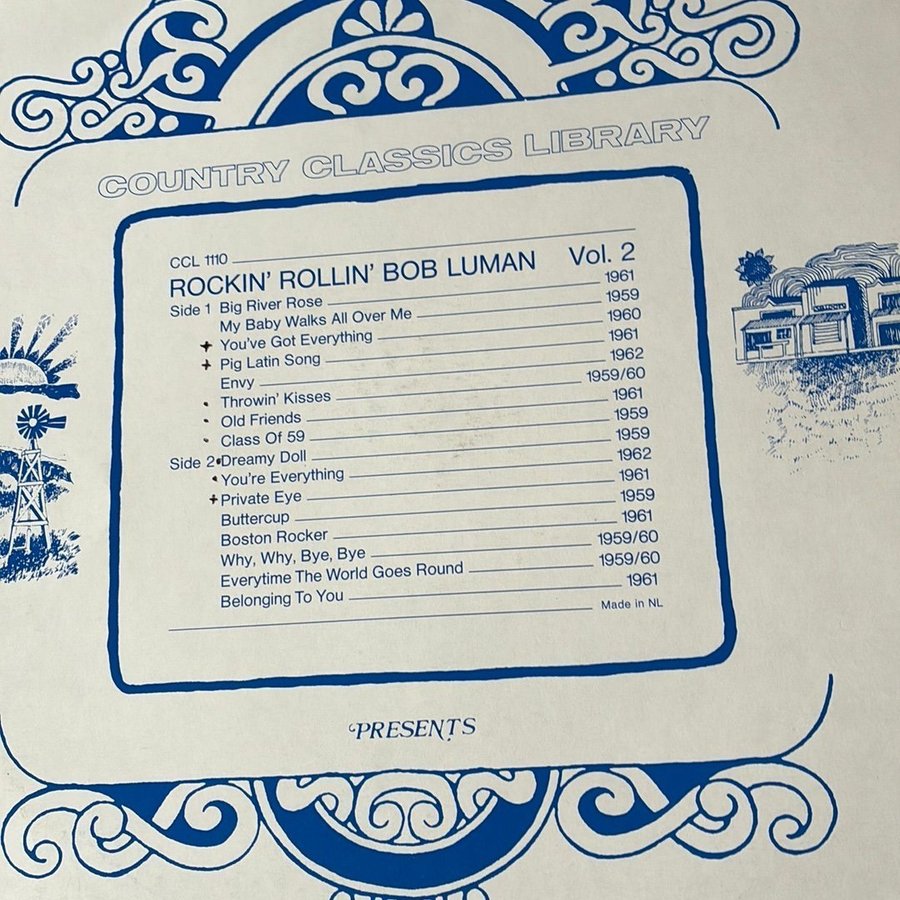 COUNTRY CLASSICS LIBRARY
CCL 1110
ROCKIN' ROLLIN' BOB LUMAN Vol. 2
Side 1 Big River Rose 1961
My Baby Walks All Over Me 1959
+ You've Got Everything 1960
+ Pig Latin Song 1961
Envy 1962
Throwin' Kisses 1959/60
Old Friends 1961
Class Of 59 1959
Side 2 Dreamy Doll 1959
You're Everything 1962
+ Private Eye 1961
Buttercup 1959
Boston Rocker 1961
Why, Why, Bye, Bye 1959/60
Everytime The World Goes Round 1959/60
Belonging To You 1961
Made in NL
PRESENTS